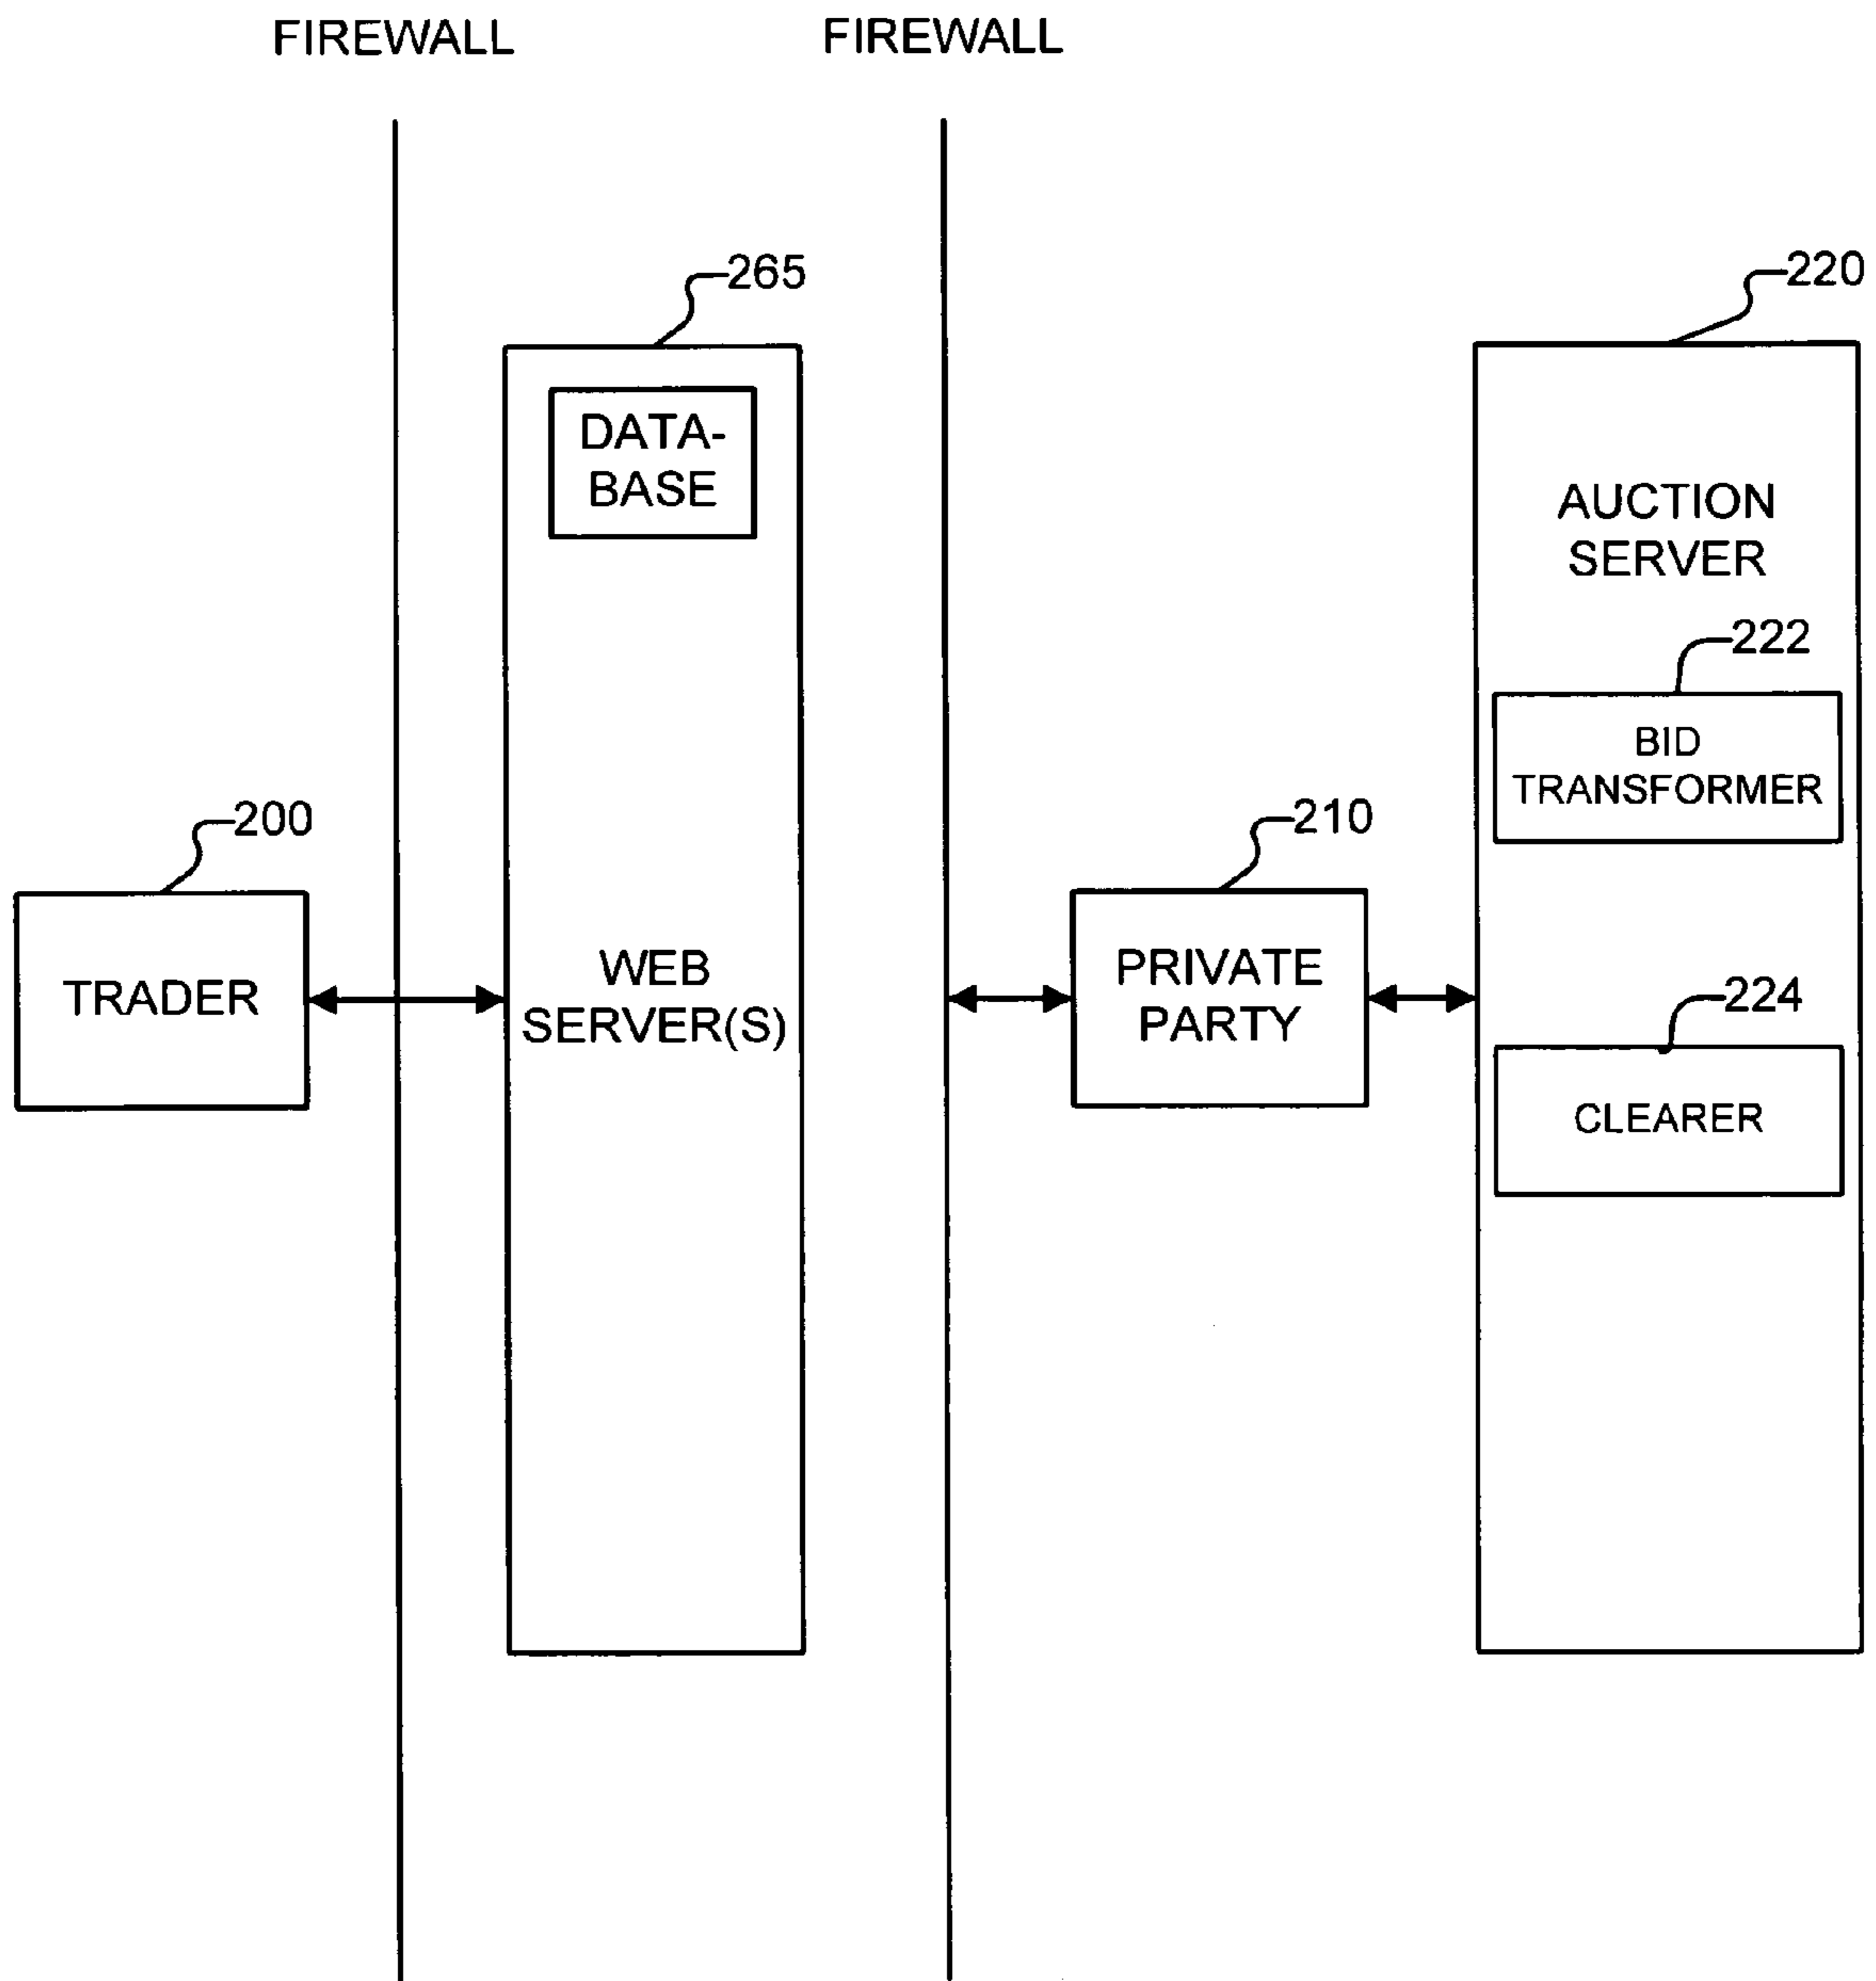 FIREWALL
FIREWALL
265
220
DATA-
BASE
AUCTION
SERVER
222
BID
TRANSFORMER
200
210
TRADER
WEB
SERVER(S)
PRIVATE
PARTY
224
CLEARER